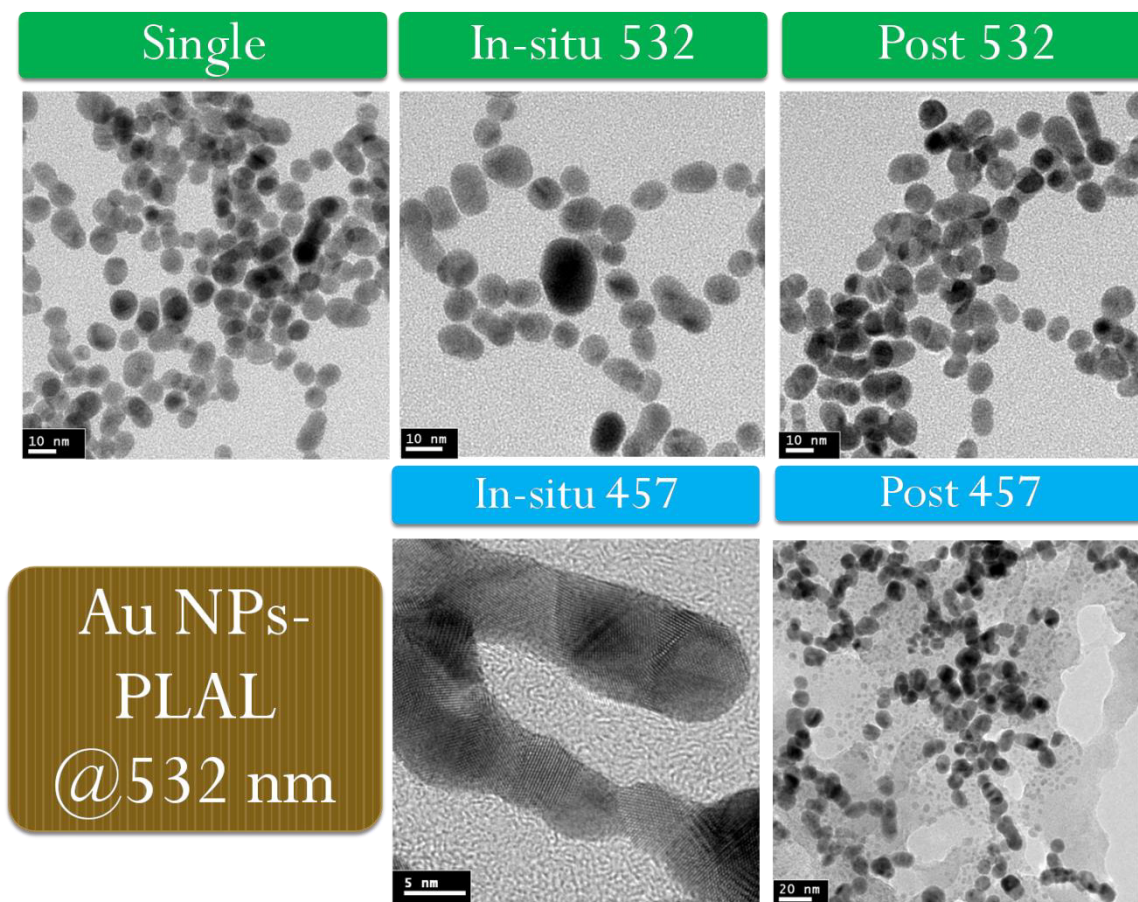 Single
In-situ 532
Post 532
10 nm
10 nm
10 nm
In-situ 457
Post 457
Au NPs-
PLAL
@532 nm
5 nm
20 nm